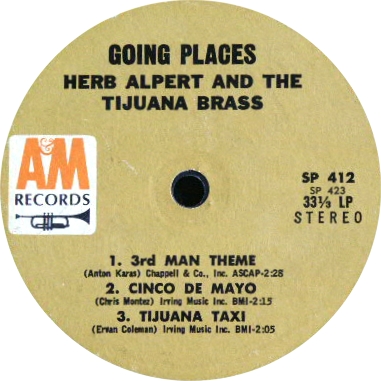 GOING PLACES
HERB ALPERT AND THE
TIJUANA BRASS
A&M
RECORDS
SP 412
SP 423
33⅓ LP
STEREO
1. 3rd MAN THEME
(Anton Karas) Chappell & Co., Inc. ASCAP-2:28
2. CINCO DE MAYO
(Chris Montez) Irving Music Inc. BMI-2:15
3. TIJUANA TAXI
(Ervan Coleman) Irving Music Inc. BMI-2:05